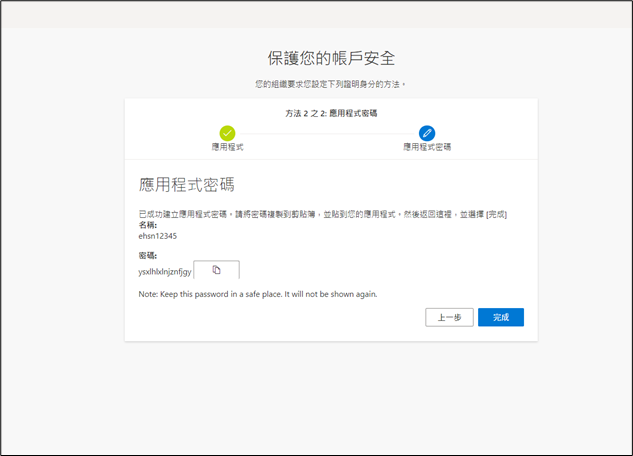 保護您的帳戶安全
您的組織要求您設定下列證明身分的方法。
方法 2 之 2: 應用程式密碼
應用程式
應用程式密碼
應用程式密碼
已成功建立應用程式密碼。請將密碼複製到剪貼簿、並貼到您的應用程式，然後返回這裡、並選擇 [完成]
名稱:
ehsn12345
密碼:
ysxlhlxlnjznfjgy
Note: Keep this password in a safe place. It will not be shown again.
上一步
完成